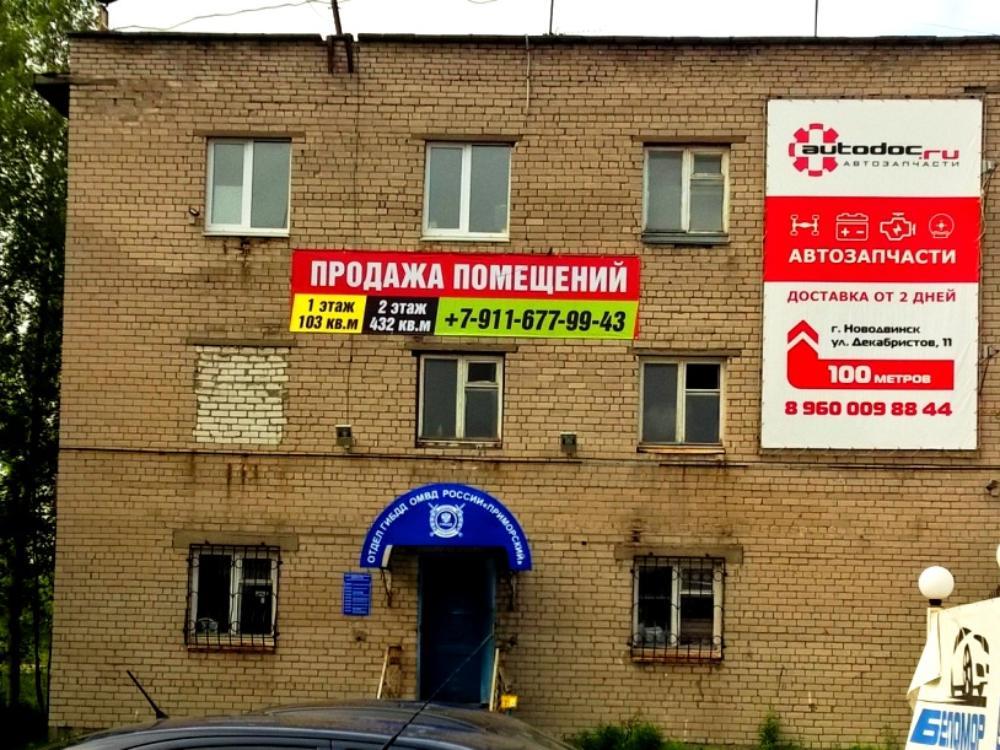 autodoc.ru
АВТОЗАПЧАСТИ
АВТОЗАПЧАСТИ
ДОСТАВКА ОТ 2 ДНЕЙ
г. Новодвинск
ул. Декабристов, 11
100 МЕТРОВ
8 960 009 88 44
ПРОДАЖА ПОМЕЩЕНИЙ
1 этаж
103 кв.м
2 этаж
432 кв.м
+7-911-677-99-43
ОТДЕЛ ГИБДД ОМВД РОССИИ «ПРИМОРСКИЙ»
БЕЛОМОР